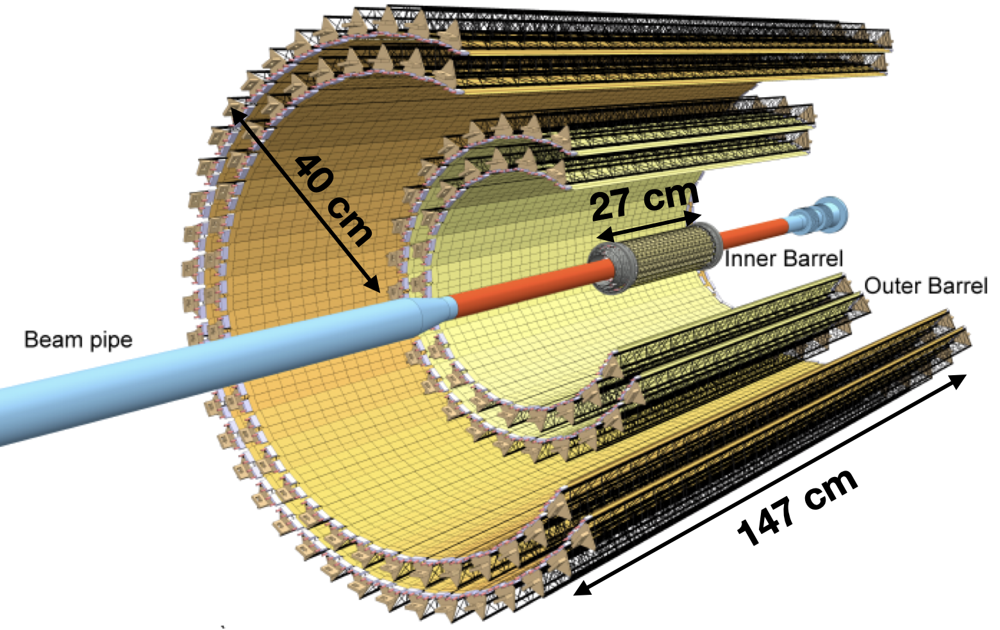 40 cm
27 cm
Inner Barrel
Outer Barrel
Beam pipe
147 cm